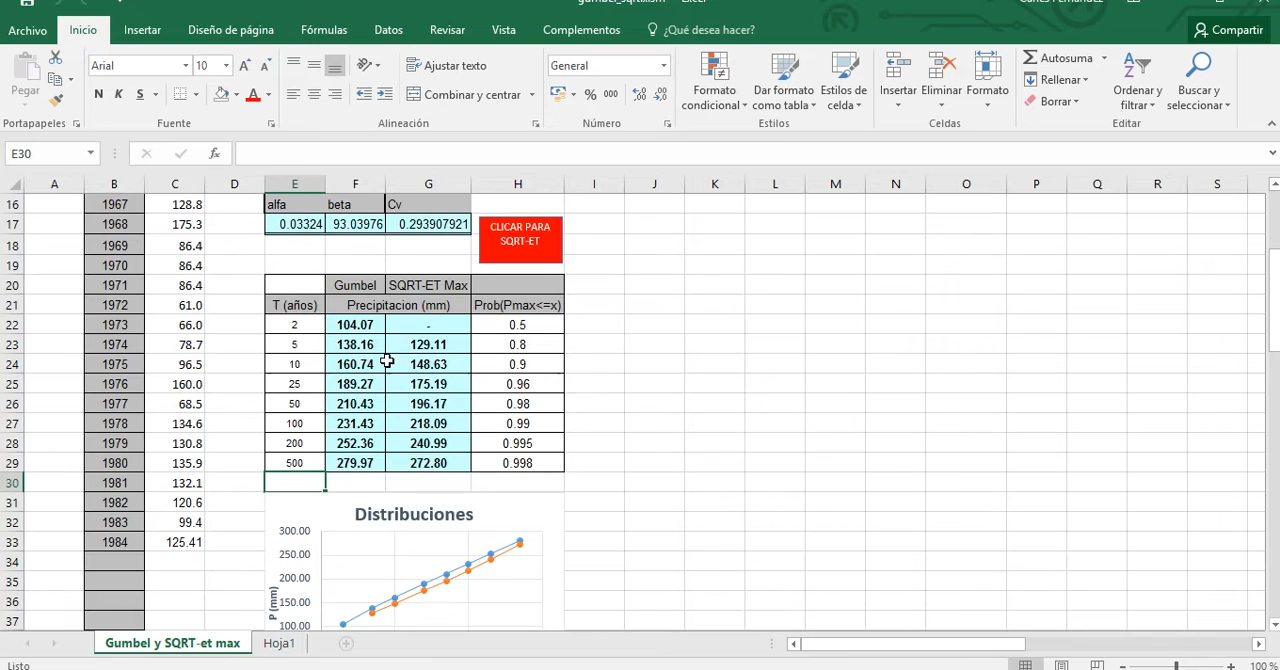 gumbel_sqrt.xlsm - Excel
Carles Fernandez
Archivo Inicio Insertar Diseño de página Fórmulas Datos Revisar Vista Complementos ¿Qué desea hacer? Compartir
Pegar
Arial 10
N K S A
Ajustar texto
Combinar y centrar
General
% 000
Formato condicional
Dar formato como tabla
Estilos de celda
Insertar Eliminar Formato
Autosuma
Rellenar
Borrar
Ordenar y filtrar
Buscar y seleccionar
Portapapeles Fuente Alineación Número Estilos Celdas Editar
E30 fx
A B C D E F G H I J K L M N O P Q R S
16 1967 128.8 alfa beta Cv
17 1968 175.3 0.03324 93.03976 0.293907921
CLICAR PARA
SQRT-ET
18 1969 86.4
19 1970 86.4
20 1971 86.4 Gumbel SQRT-ET Max
21 1972 61.0 T (años) Precipitacion (mm) Prob(Pmax<=x)
22 1973 66.0 2 104.07 - 0.5
23 1974 78.7 5 138.16 129.11 0.8
24 1975 96.5 10 160.74 148.63 0.9
25 1976 160.0 25 189.27 175.19 0.96
26 1977 68.5 50 210.43 196.17 0.98
27 1978 134.6 100 231.43 218.09 0.99
28 1979 130.8 200 252.36 240.99 0.995
29 1980 135.9 500 279.97 272.80 0.998
30 1981 132.1
31 1982 120.6
32 1983 99.4
33 1984 125.41
34
35
36
37
Distribuciones
300.00
250.00
200.00
150.00
100.00
P (mm)
Gumbel y SQRT-et max Hoja1
Listo 100 %